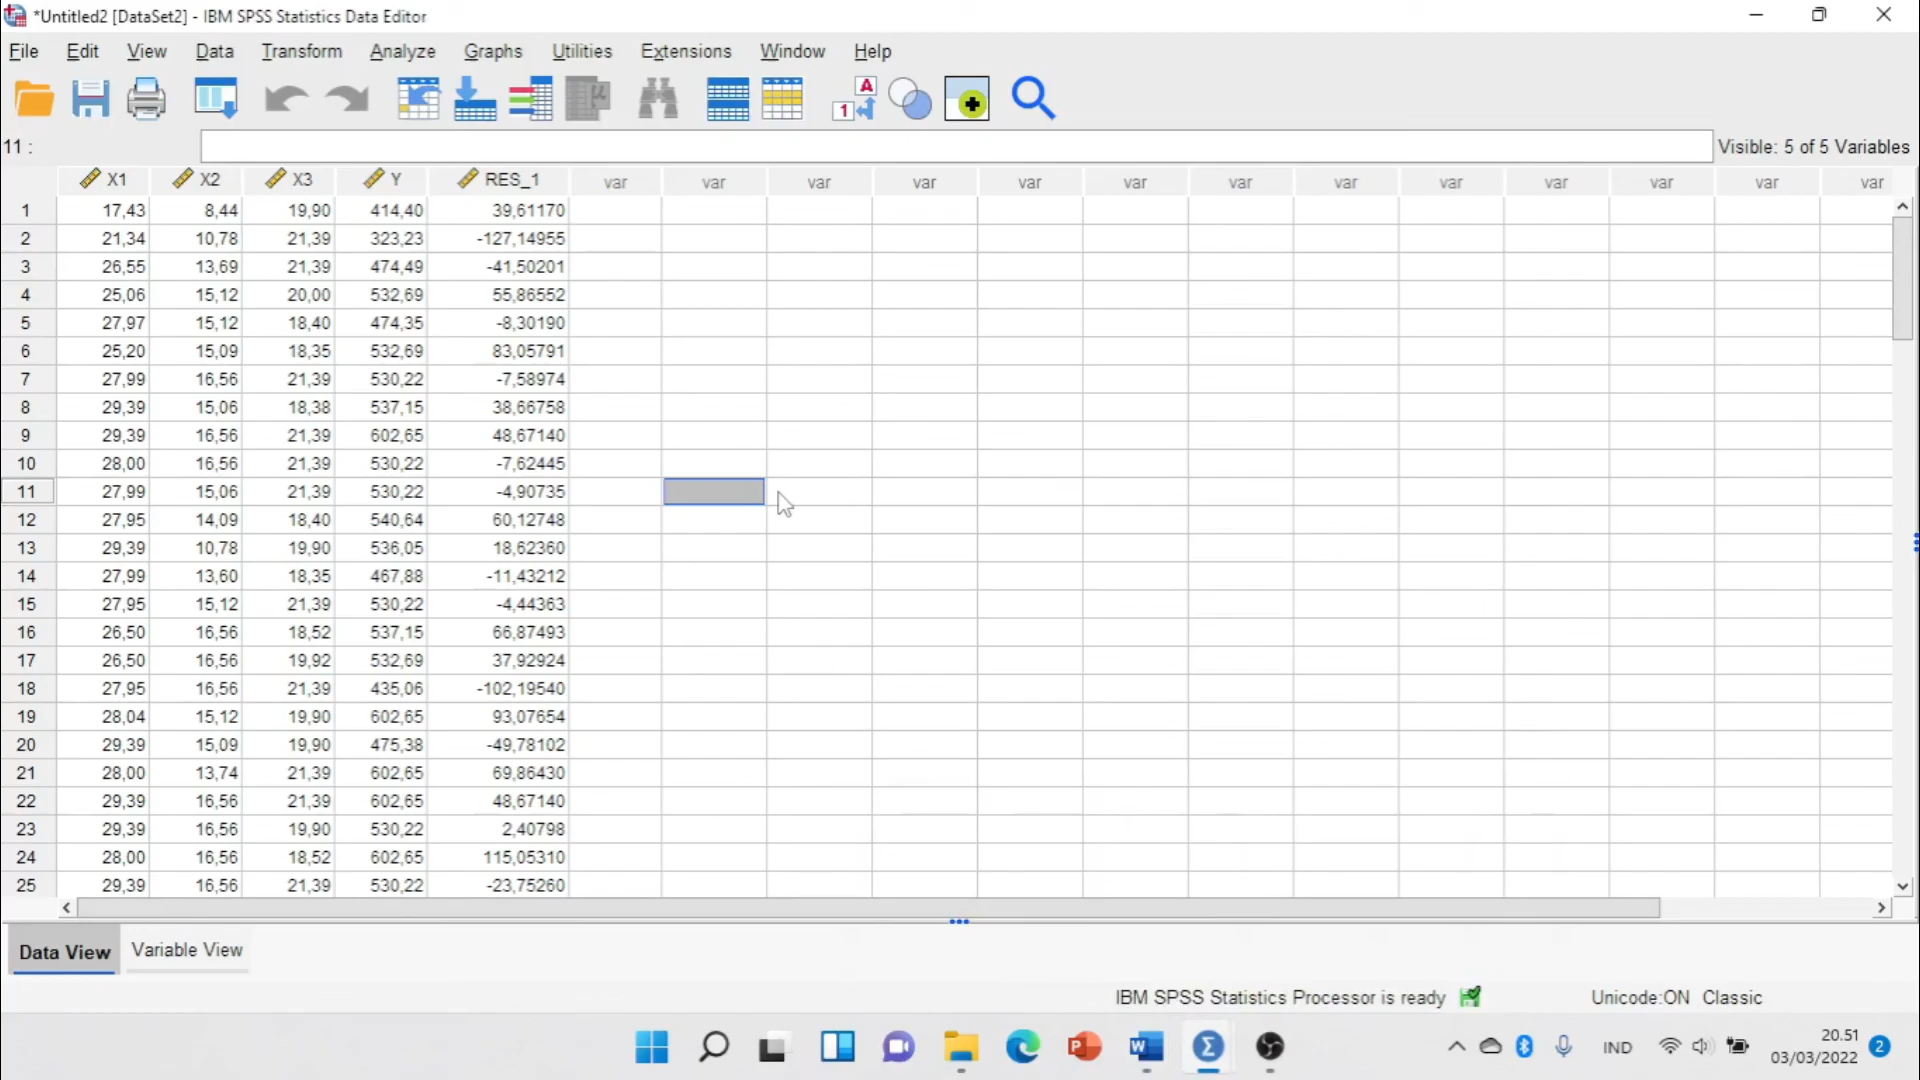 *Untitled2 [DataSet2] - IBM SPSS Statistics Data Editor
File Edit View Data Transform Analyze Graphs Utilities Extensions Window Help
11 : Visible: 5 of 5 Variables
X1 X2 X3 Y RES_1 var var var var var var var var var var var var var
1 17,43 8,44 19,90 414,40 39,61170
2 21,34 10,78 21,39 323,23 -127,14955
3 26,55 13,69 21,39 474,49 -41,50201
4 25,06 15,12 20,00 532,69 55,86552
5 27,97 15,12 18,40 474,35 -8,30190
6 25,20 15,09 18,35 532,69 83,05791
7 27,99 16,56 21,39 530,22 -7,58974
8 29,39 15,06 18,38 537,15 38,66758
9 29,39 16,56 21,39 602,65 48,67140
10 28,00 16,56 21,39 530,22 -7,62445
11 27,99 15,06 21,39 530,22 -4,90735
12 27,95 14,09 18,40 540,64 60,12748
13 29,39 10,78 19,90 536,05 18,62360
14 27,99 13,60 18,35 467,88 -11,43212
15 27,95 15,12 21,39 530,22 -4,44363
16 26,50 16,56 18,52 537,15 66,87493
17 26,50 16,56 19,92 532,69 37,92924
18 27,95 16,56 21,39 435,06 -102,19540
19 28,04 15,12 19,90 602,65 93,07654
20 29,39 15,09 19,90 475,38 -49,78102
21 28,00 13,74 21,39 602,65 69,86430
22 29,39 16,56 21,39 602,65 48,67140
23 29,39 16,56 19,90 530,22 2,40798
24 28,00 16,56 18,52 602,65 115,05310
25 29,39 16,56 21,39 530,22 -23,75260
Data View Variable View
IBM SPSS Statistics Processor is ready Unicode:ON Classic
IND 20.51
03/03/2022 2